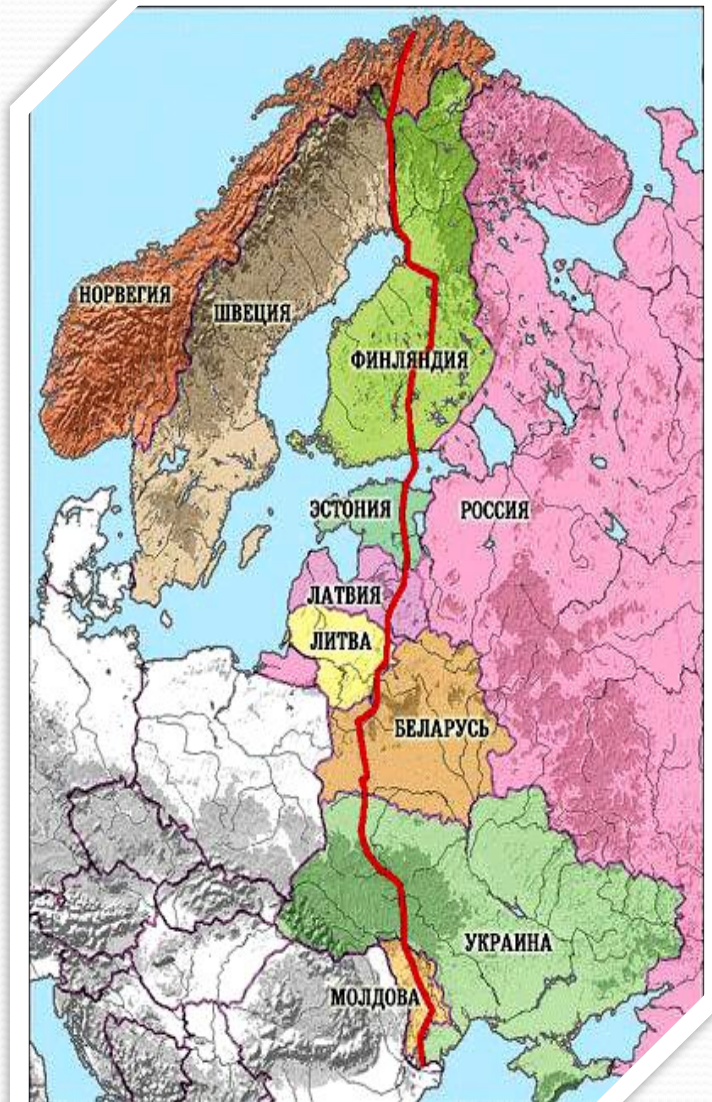 НОРВЕГИЯ
ШВЕЦИЯ
ФИНЛЯНДИЯ
ЭСТОНИЯ
РОССИЯ
ЛАТВИЯ
ЛИТВА
БЕЛАРУСЬ
УКРАИНА
МОЛДОВА